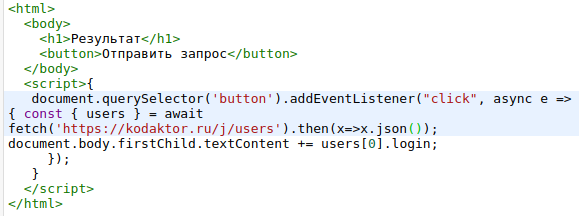 <html>
<body>
<h1>Результат</h1>
<button>Отправить запрос</button>
</body>
<script>{
document.querySelector('button').addEventListener("click", async e =>
{ const { users } = await
fetch('https://kodaktor.ru/j/users').then(x=>x.json());
document.body.firstChild.textContent += users[0].login;
});
}
</script>
</html>